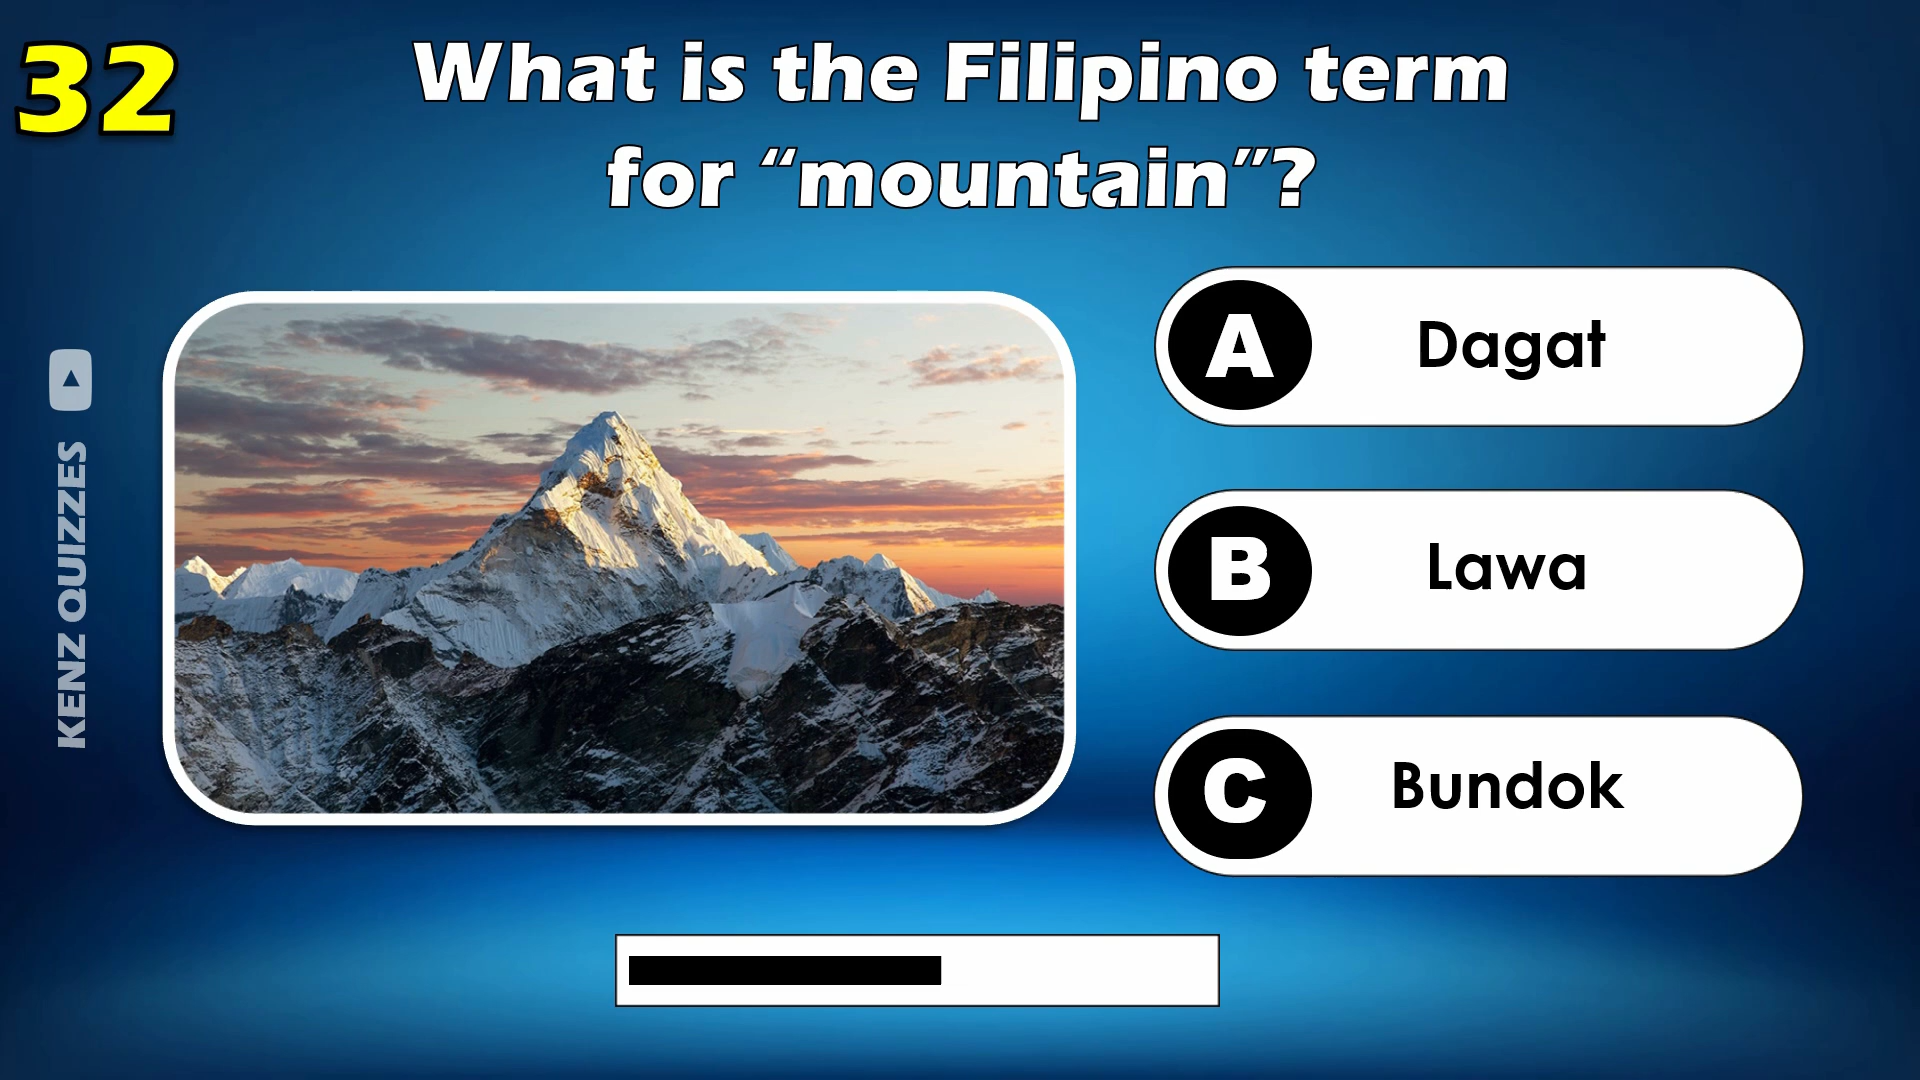 32
What is the Filipino term
for “mountain”?
KENZ QUIZZES
A Dagat
B Lawa
C Bundok